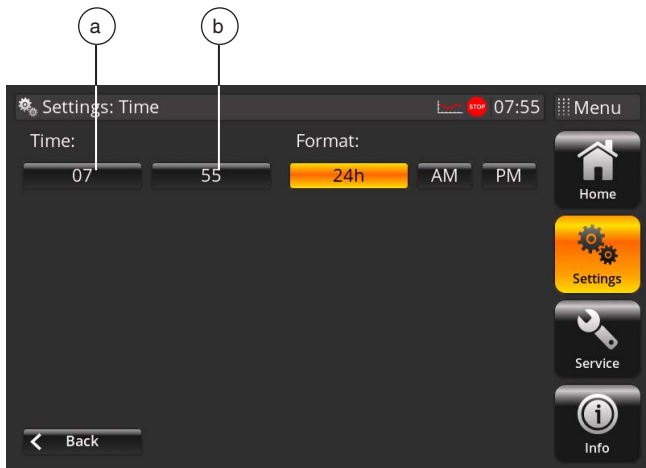 a b
Settings: Time STOP 07:55 Menu
Time: Format:
07 55 24h AM PM
Home
Settings
Service
Back
Info